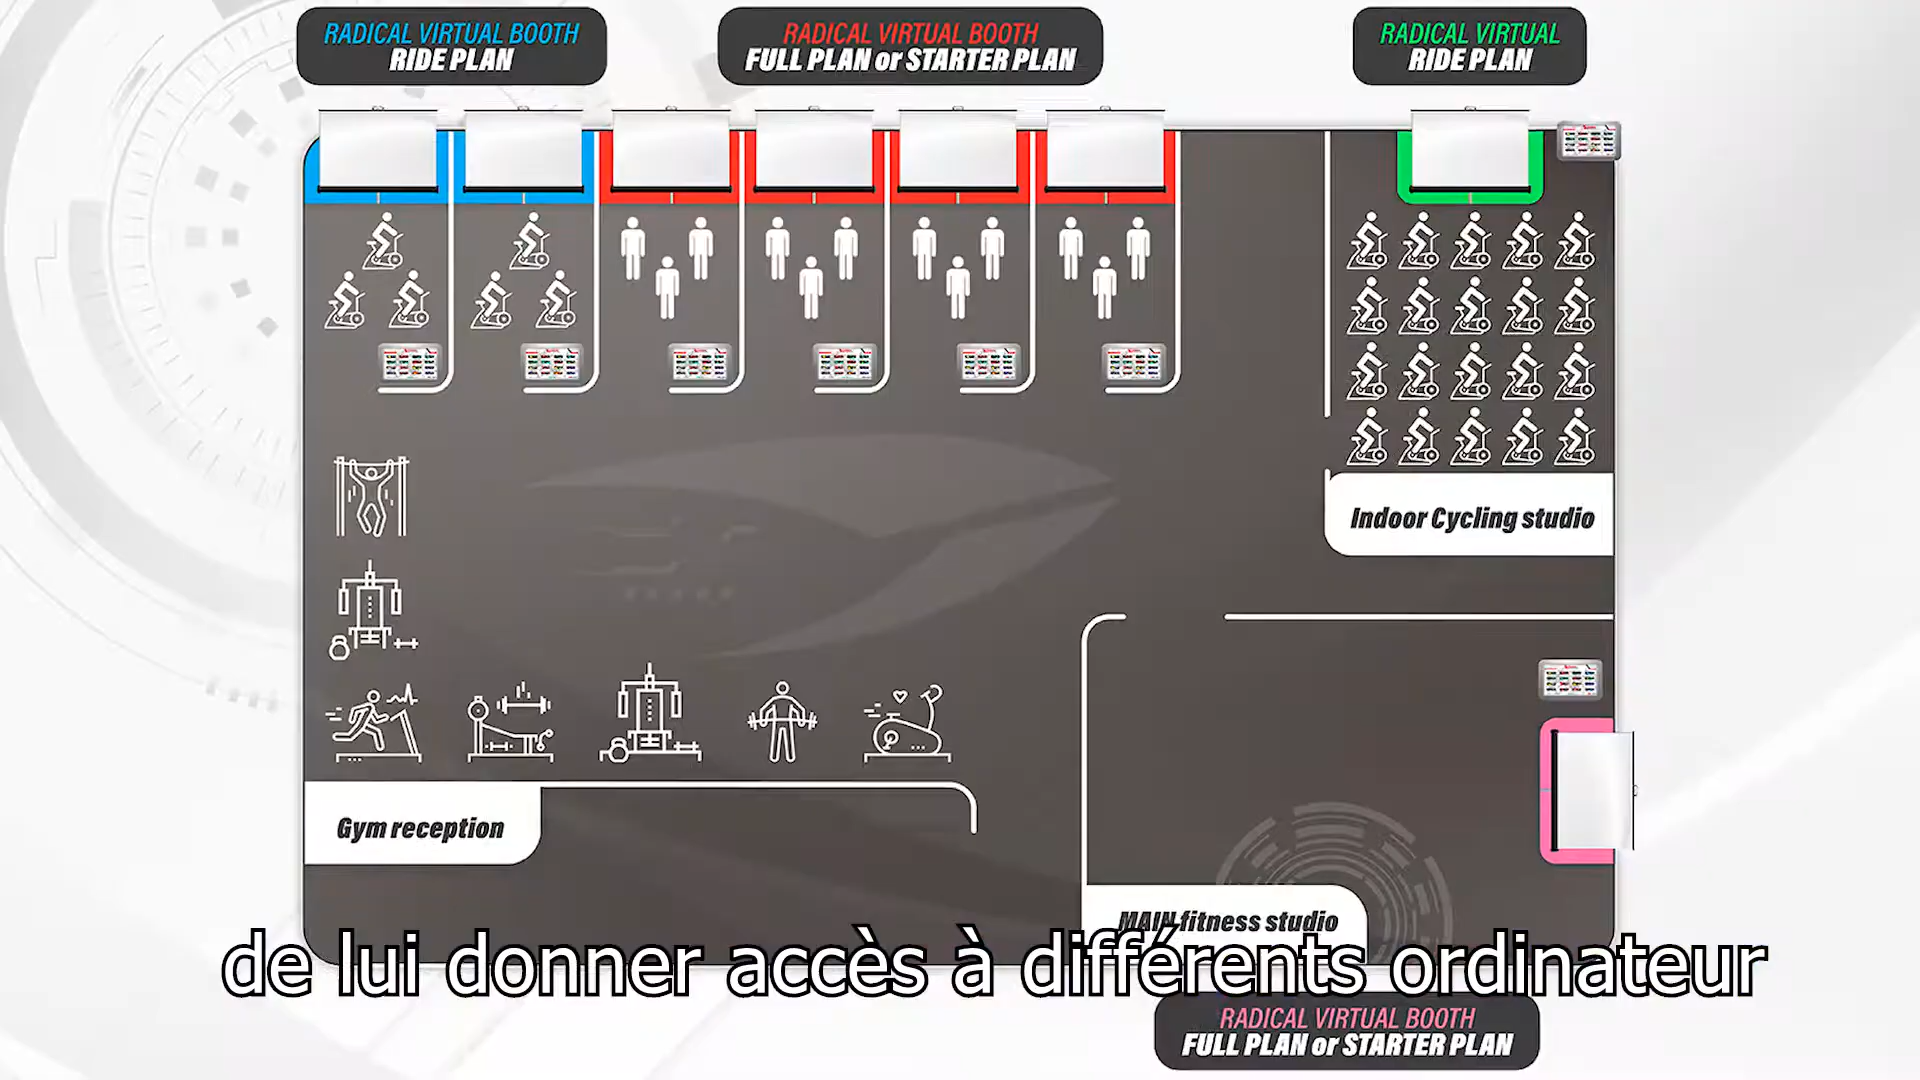 RADICAL VIRTUAL BOOTH
RIDE PLAN
RADICAL VIRTUAL BOOTH
FULL PLAN or STARTER PLAN
RADICAL VIRTUAL
RIDE PLAN
Indoor Cycling studio
Gym reception
MAIN fitness studio
de lui donner accès à différents ordinateur
RADICAL VIRTUAL BOOTH
FULL PLAN or STARTER PLAN